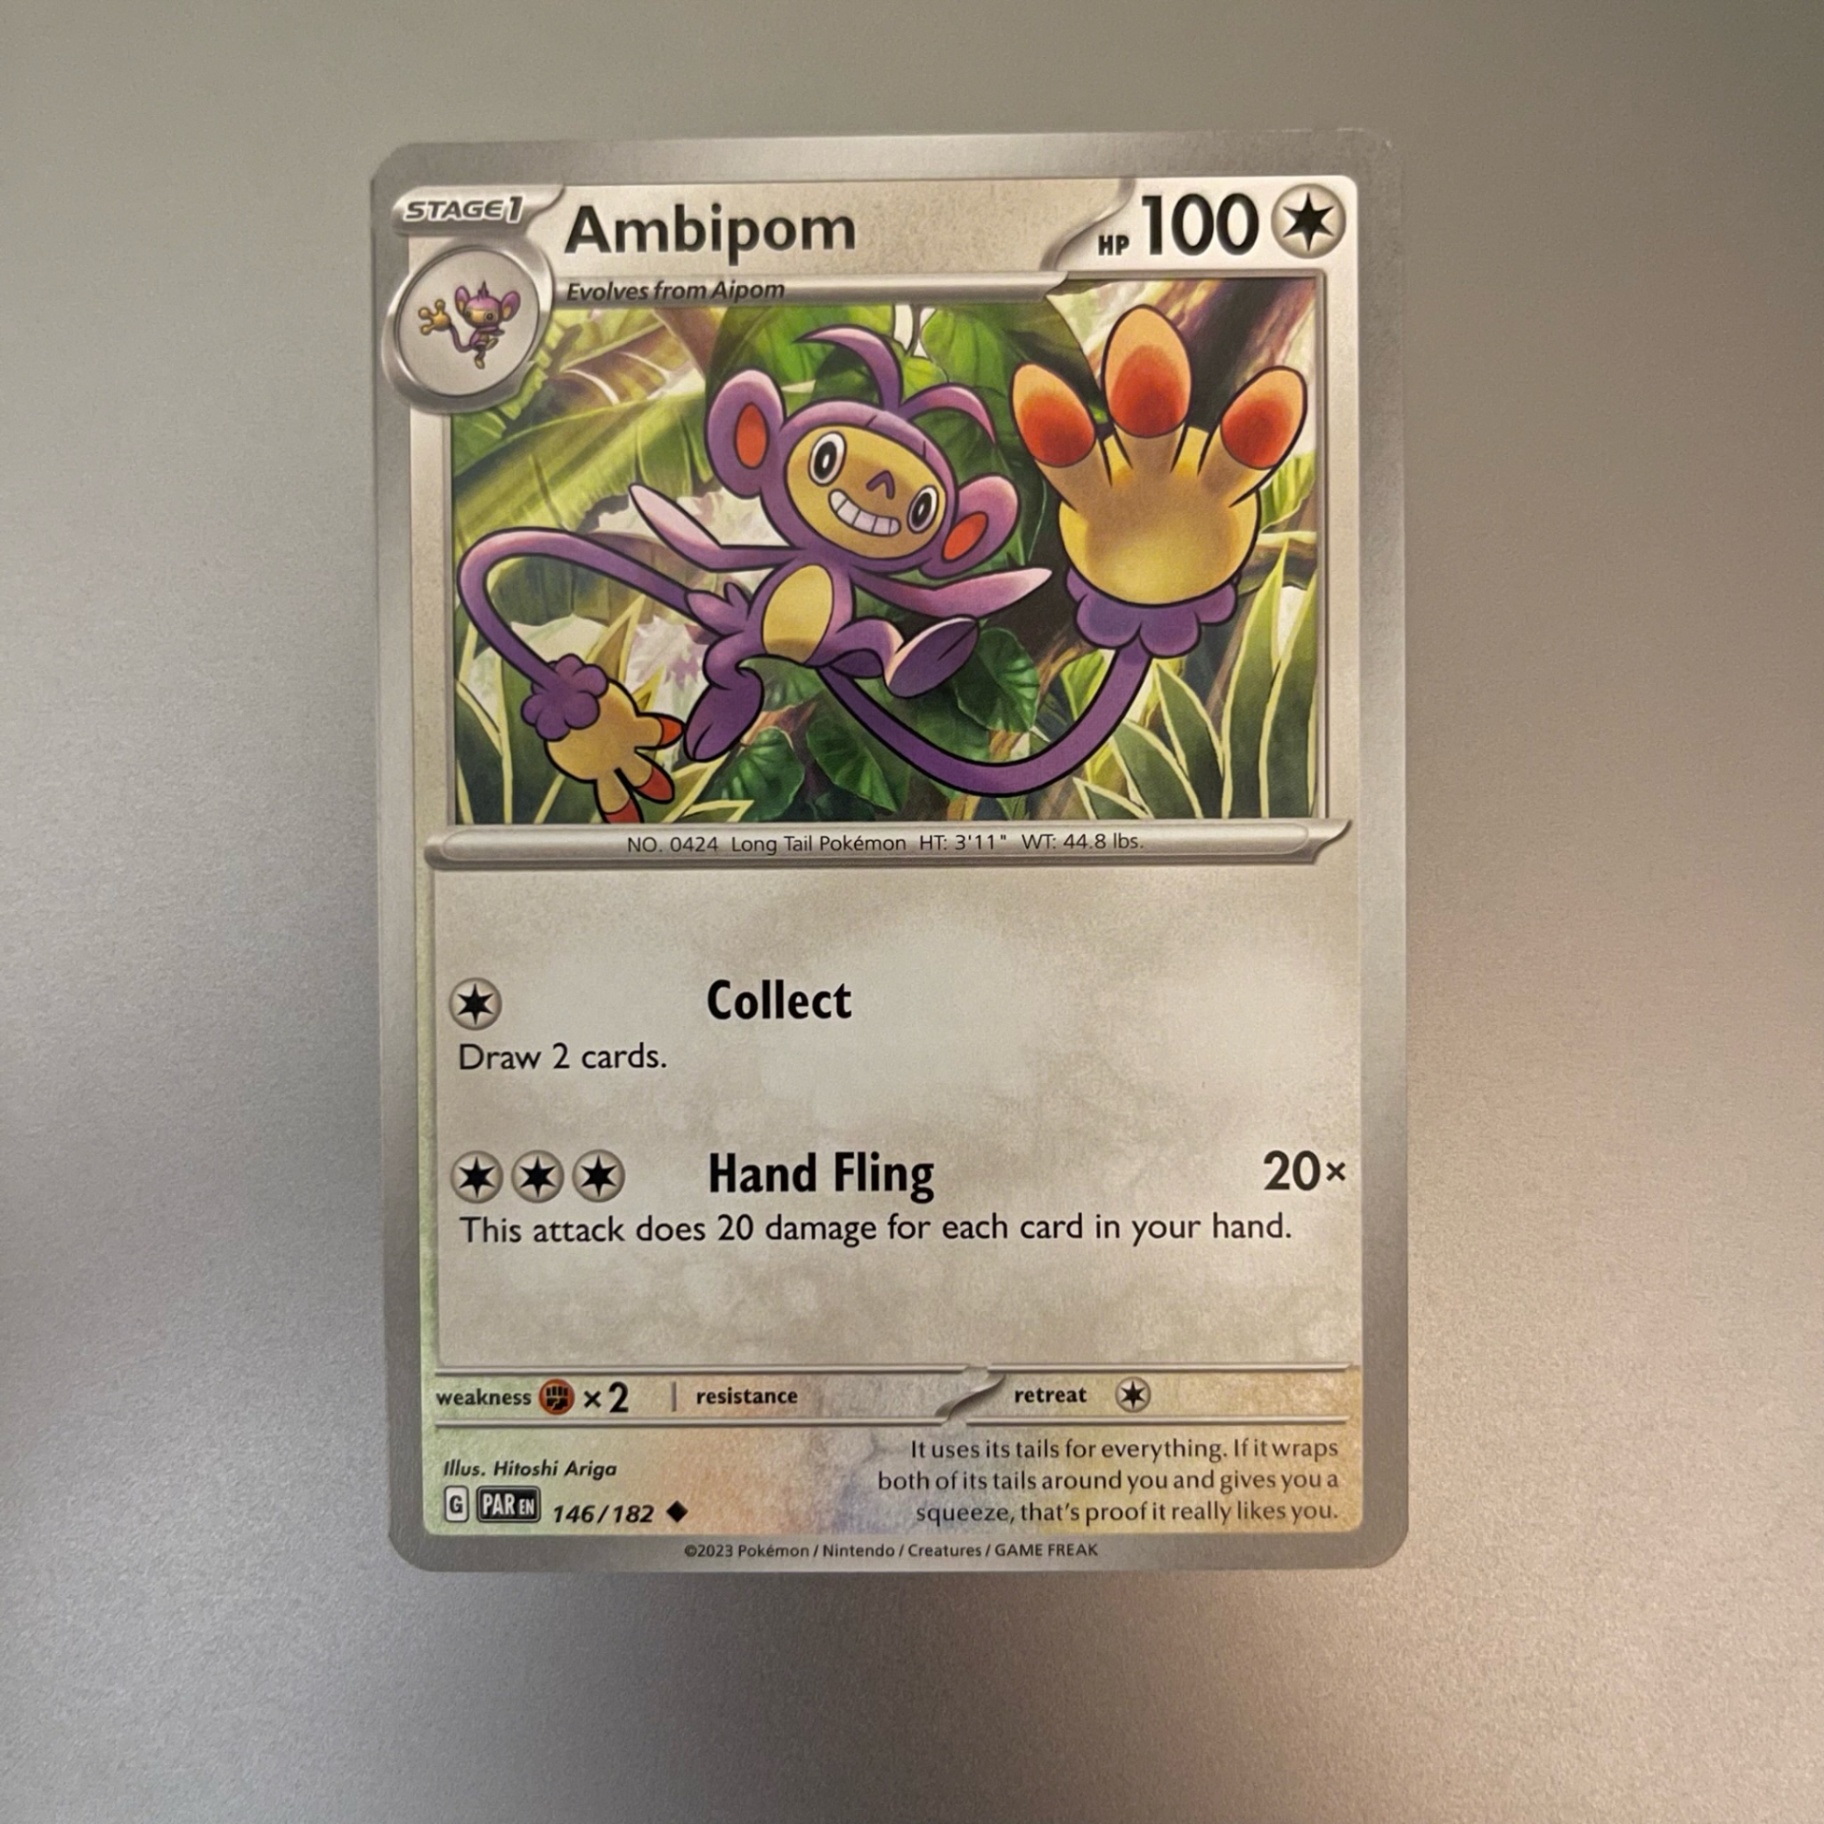 STAGE1
Ambipom
HP 100
Evolves from Aipom
NO. 0424 Long Tail Pokémon HT: 3'11" WT: 44.8 lbs.
Collect
Draw 2 cards.
Hand Fling 20×
This attack does 20 damage for each card in your hand.
weakness ×2 | resistance retreat
It uses its tails for everything. If it wraps
both of its tails around you and gives you a
squeeze, that's proof it really likes you.
Illus. Hitoshi Ariga
G PAR EN 146/182
©2023 Pokémon / Nintendo / Creatures / GAME FREAK